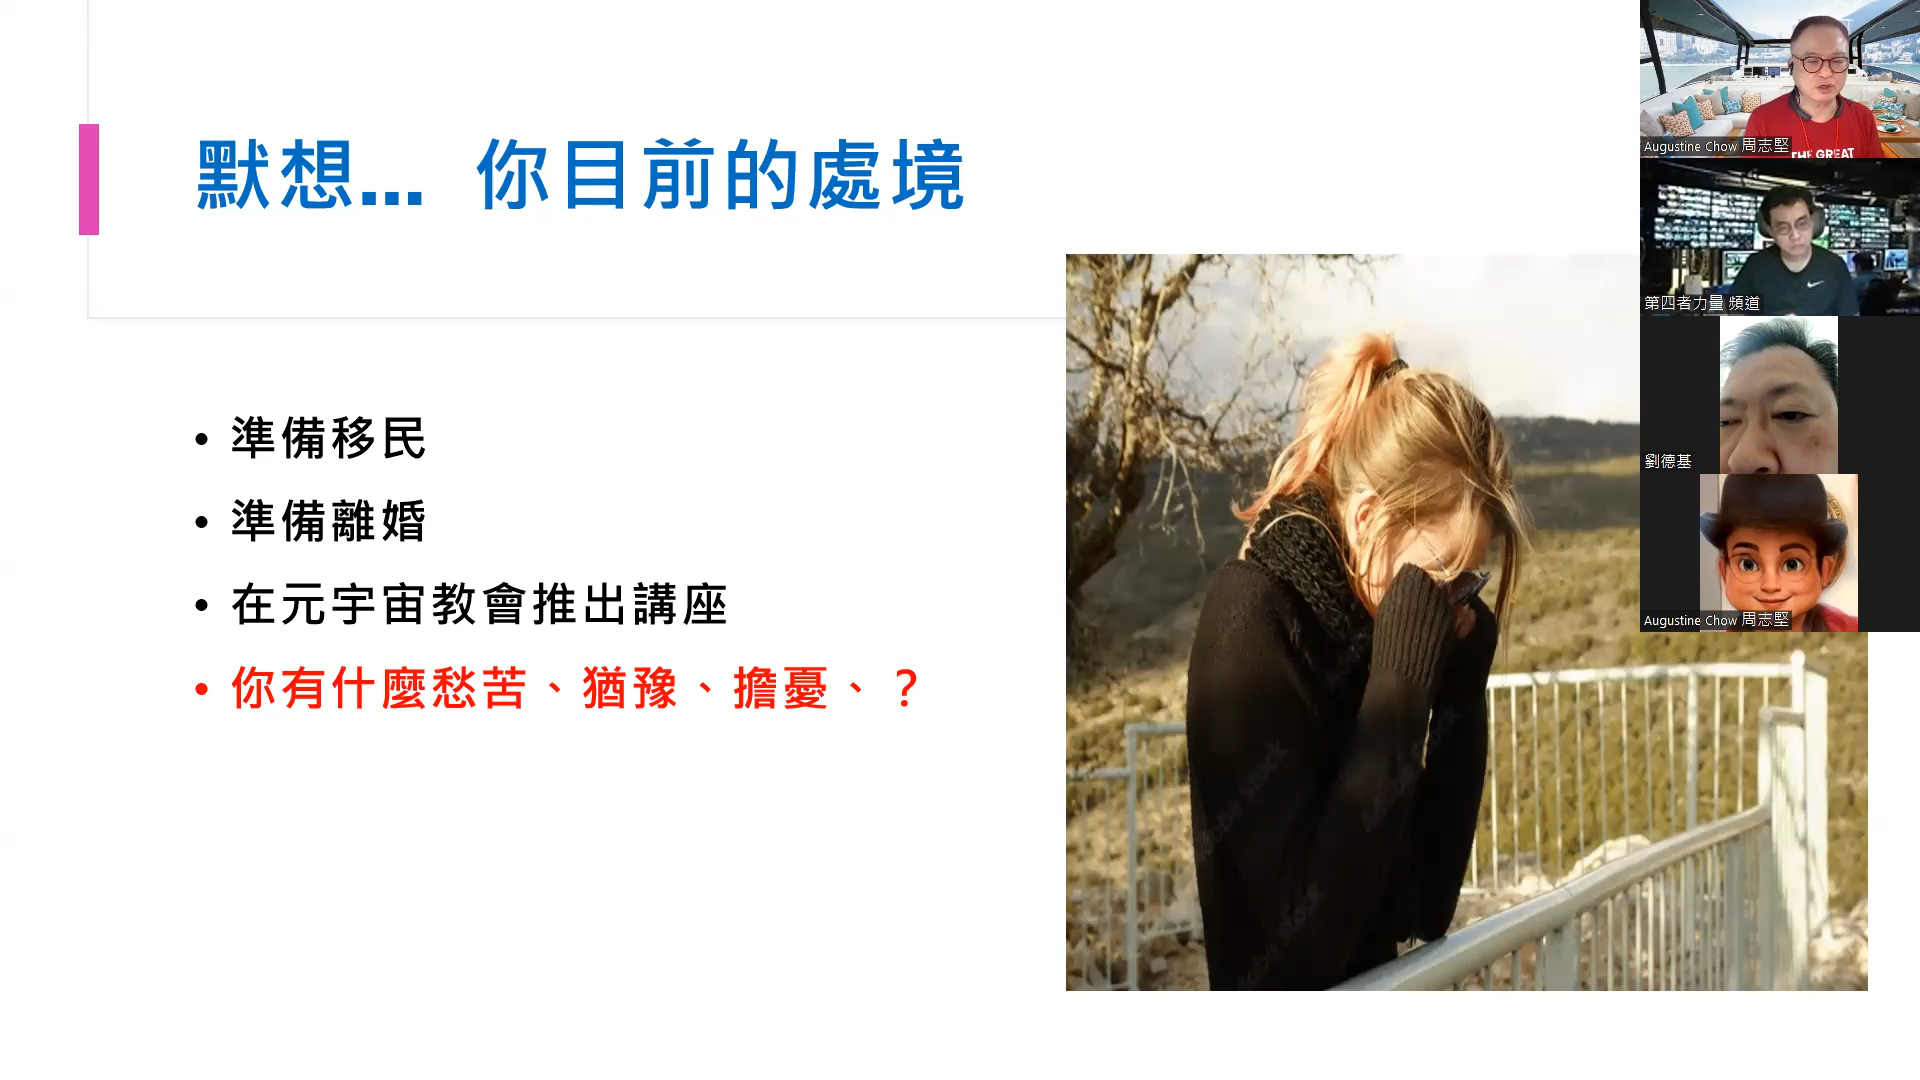 默想... 你目前的處境
• 準備移民
• 準備離婚
• 在元宇宙教會推出講座
• 你有什麼愁苦、猶豫、擔憂、？
THE GREAT
Augustine Chow 周志堅
第四者力量 頻道
劉德基
Augustine Chow 周志堅